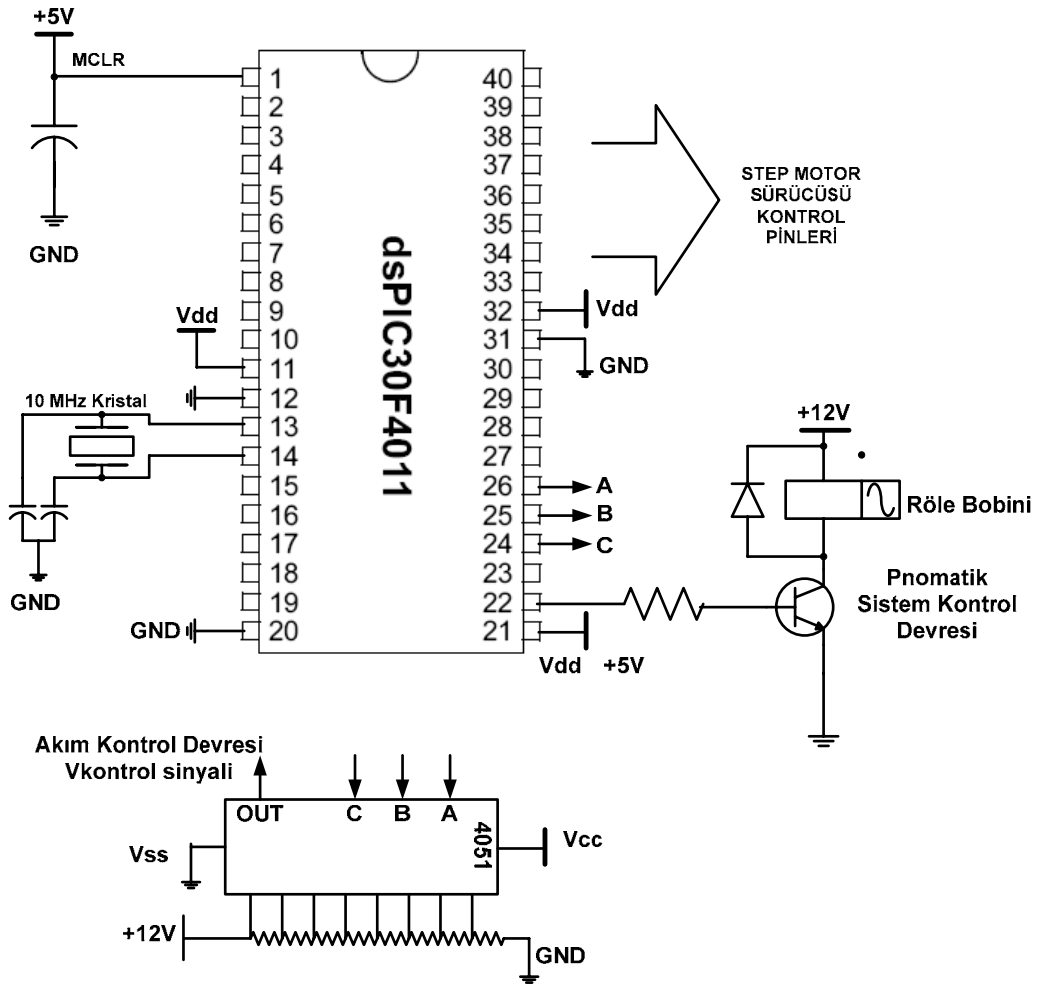 +5V
MCLR
GND
1
2
3
4
5
6
7
8
9
10
11
12
13
14
15
16
17
18
19
20
dsPIC30F4011
40
39
38
37
36
35
34
33
32
31
30
29
28
27
26
25
24
23
22
21
STEP MOTOR
SÜRÜCÜSÜ
KONTROL
PİNLERİ
Vdd
GND
Vdd
10 MHz Kristal
GND
GND
A
B
C
Vdd +5V
+12V
Röle Bobini
Pnomatik
Sistem Kontrol
Devresi
Akım Kontrol Devresi
Vkontrol sinyali
OUT C B A
4051
Vss
Vcc
+12V
GND